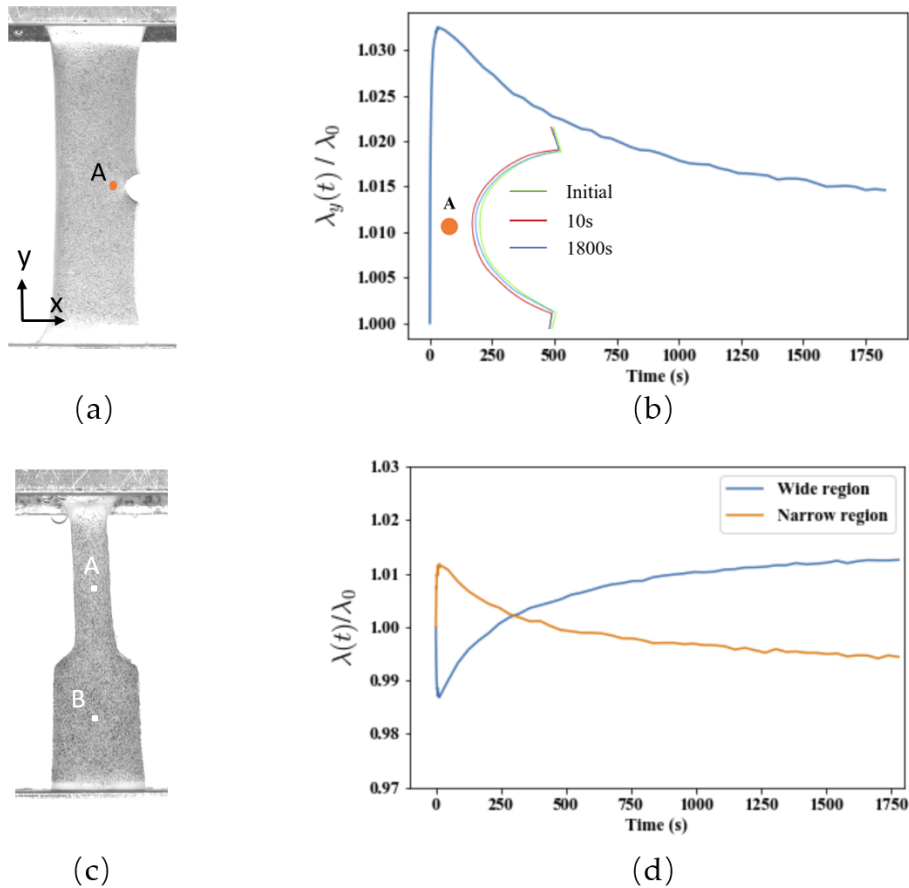 A
y
x
(a)
1.030
1.025
1.020
1.015
1.010
1.005
1.000
λy(t) / λ0
A
Initial
10s
1800s
0
250
500
750
1000
1250
1500
1750
Time (s)
(b)
A
B
(c)
1.03
1.02
1.01
1.00
0.99
0.98
0.97
λ(t)/λ0
Wide region
Narrow region
0
250
500
750
1000
1250
1500
1750
Time (s)
(d)